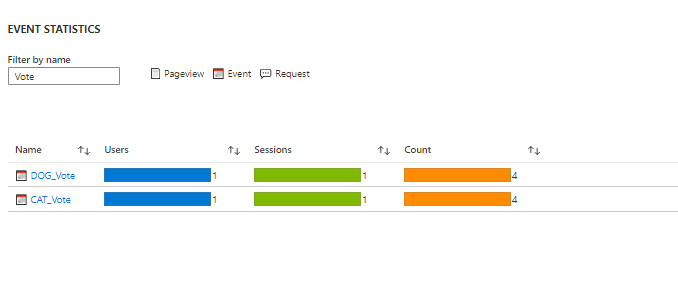 EVENT STATISTICS
Filter by name
Vote
Pageview Event Request
Name Users Sessions Count
DOG_Vote 1 1 4
CAT_Vote 1 1 4